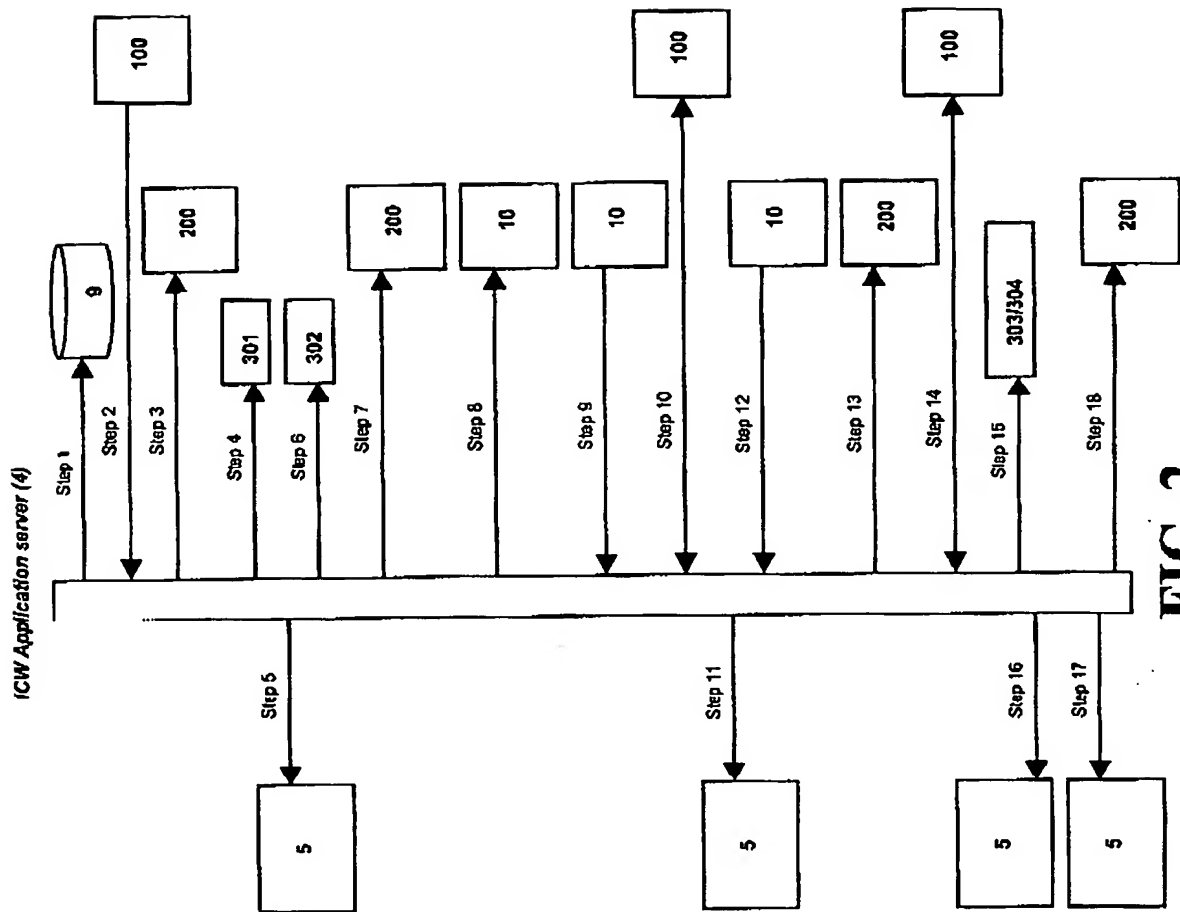 ICW Application server (4)
Step 1
9
Step 2
100
Step 3
200
Step 4
301
Step 5
5
Step 6
302
Step 7
200
Step 8
10
Step 9
10
Step 10
100
Step 11
5
Step 12
10
Step 13
200
Step 14
100
Step 15
303/304
Step 16
5
Step 17
5
Step 18
200